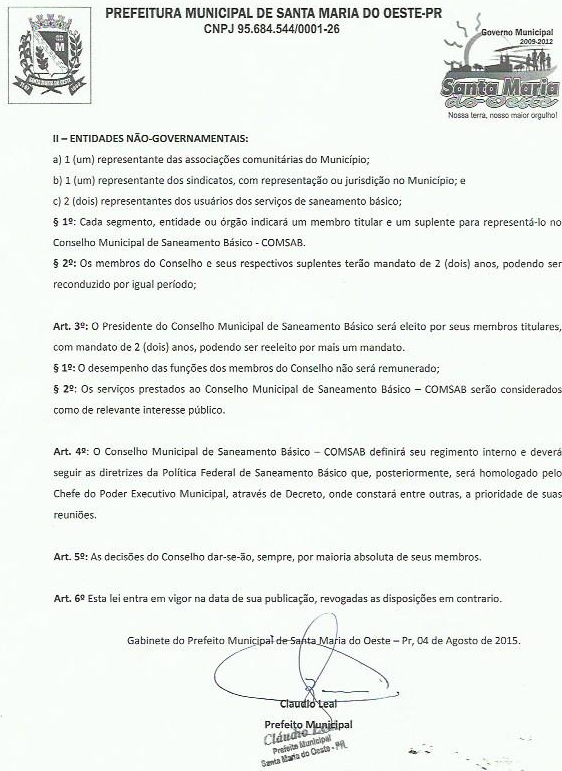 PREFEITURA MUNICIPAL DE SANTA MARIA DO OESTE-PR
CNPJ 95.684.544/0001-26
Governo Municipal
2009-2012
Santa Maria
do Oeste
Nossa terra, nosso maior orgulho!
II – ENTIDADES NÃO-GOVERNAMENTAIS:
a) 1 (um) representante das associações comunitárias do Município;
b) 1 (um) representante dos sindicatos, com representação ou jurisdição no Município; e
c) 2 (dois) representantes dos usuários dos serviços de saneamento básico;
§ 1º: Cada segmento, entidade ou órgão indicará um membro titular e um suplente para representá-lo no
Conselho Municipal de Saneamento Básico - COMSAB.
§ 2º: Os membros do Conselho e seus respectivos suplentes terão mandato de 2 (dois) anos, podendo ser
reconduzido por igual período;
Art. 3º: O Presidente do Conselho Municipal de Saneamento Básico será eleito por seus membros titulares,
com mandato de 2 (dois) anos, podendo ser reeleito por mais um mandato.
§ 1º: O desempenho das funções dos membros do Conselho não será remunerado;
§ 2º: Os serviços prestados ao Conselho Municipal de Saneamento Básico – COMSAB serão considerados
como de relevante interesse público.
Art. 4º: O Conselho Municipal de Saneamento Básico – COMSAB definirá seu regimento interno e deverá
seguir as diretrizes da Política Federal de Saneamento Básico que, posteriormente, será homologado pelo
Chefe do Poder Executivo Municipal, através de Decreto, onde constará entre outras, a prioridade de suas
reuniões.
Art. 5º: As decisões do Conselho dar-se-ão, sempre, por maioria absoluta de seus membros.
Art. 6º Esta lei entra em vigor na data de sua publicação, revogadas as disposições em contrario.
Gabinete do Prefeito Municipal de Santa Maria do Oeste – Pr, 04 de Agosto de 2015.
Claudio Leal
Prefeito Municipal
Cláudio Leal
Prefeito Municipal
Santa Maria do Oeste - PR